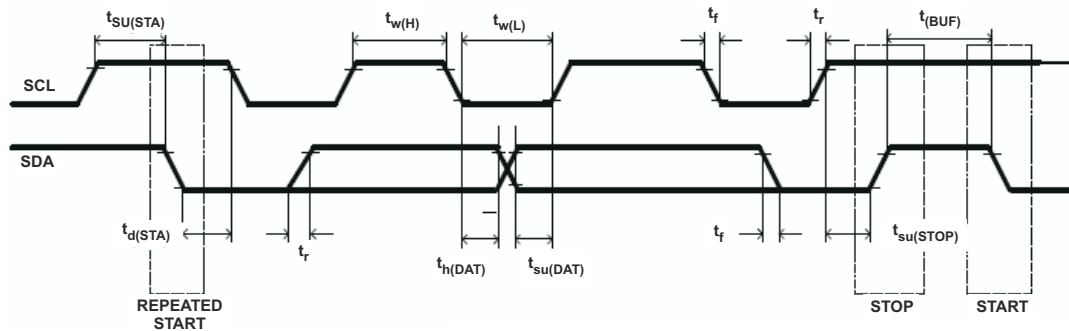 tSU(STA)
tw(H)
tw(L)
tf
tr
t(BUF)
SCL
SDA
td(STA)
tr
th(DAT)
tsu(DAT)
tf
tsu(STOP)
REPEATED
START
STOP
START